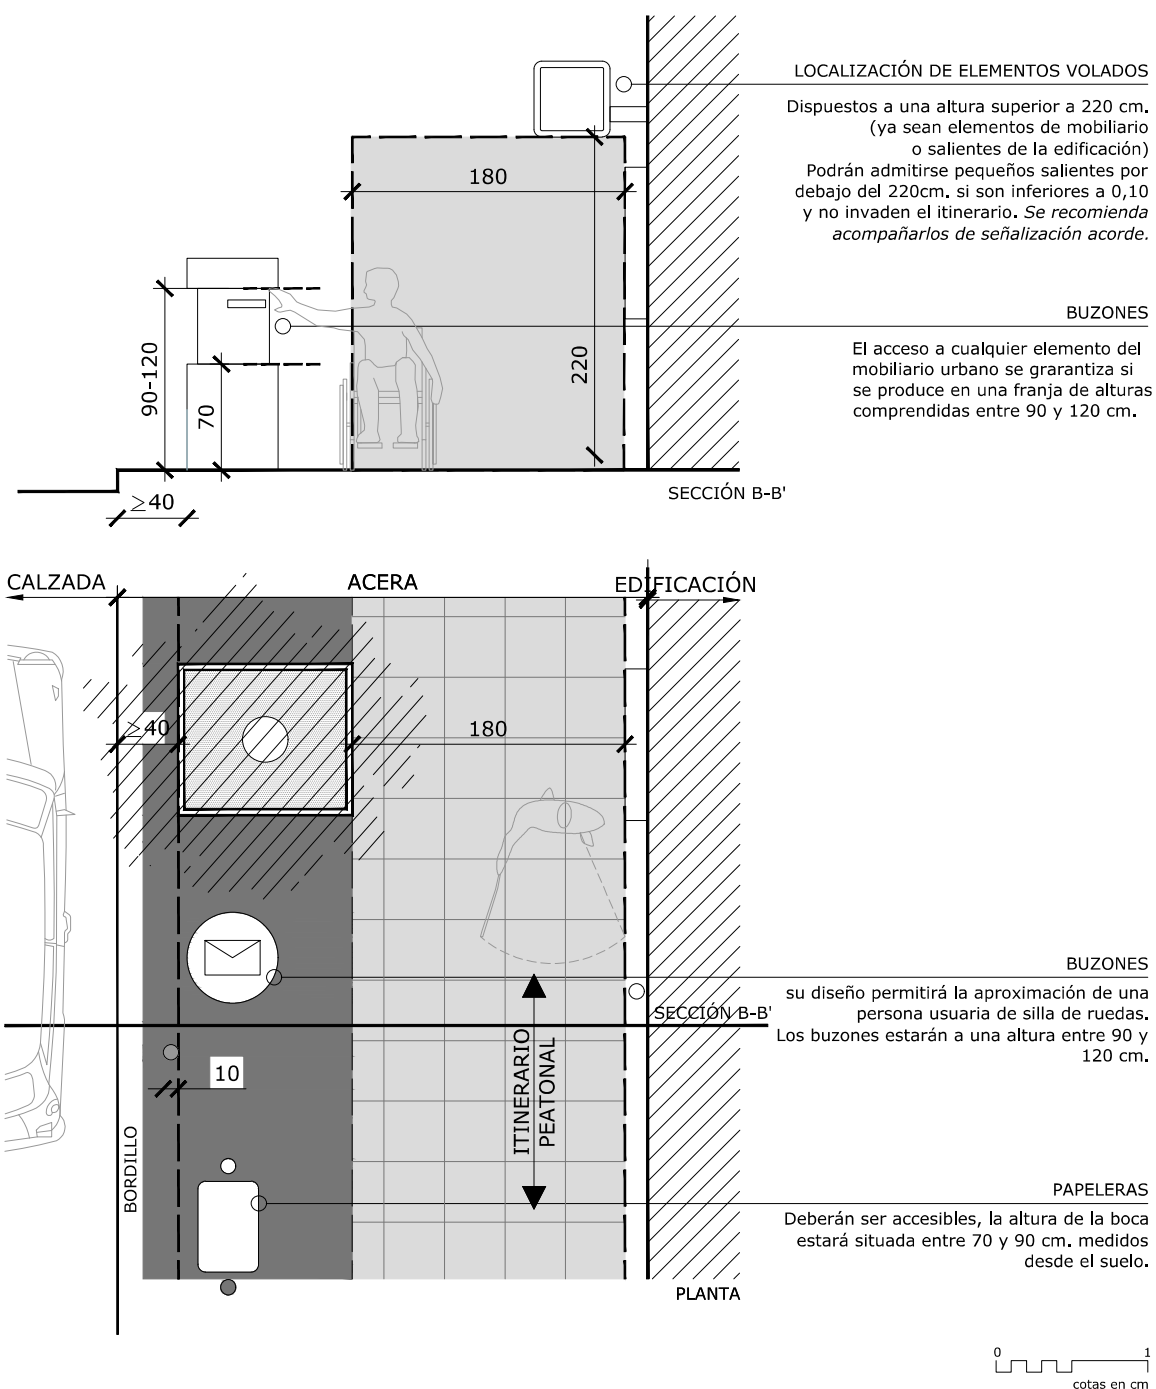 LOCALIZACIÓN DE ELEMENTOS VOLADOS
Dispuestos a una altura superior a 220 cm.
(ya sean elementos de mobiliario
o salientes de la edificación)
Podrán admitirse pequeños salientes por
debajo del 220cm. si son inferiores a 0,10
y no invaden el itinerario. Se recomienda
acompañarlos de señalización acorde.
180
220
90-120
70
≥40
BUZONES
El acceso a cualquier elemento del
mobiliario urbano se grarantiza si
se produce en una franja de alturas
comprendidas entre 90 y 120 cm.
SECCIÓN B-B'
CALZADA
ACERA
EDIFICACIÓN
≥40
180
BUZONES
su diseño permitirá la aproximación de una
persona usuaria de silla de ruedas.
Los buzones estarán a una altura entre 90 y
120 cm.
SECCIÓN B-B'
10
ITINERARIO
PEATONAL
BORDILLO
PAPELERAS
Deberán ser accesibles, la altura de la boca
estará situada entre 70 y 90 cm. medidos
desde el suelo.
PLANTA
0 1
cotas en cm